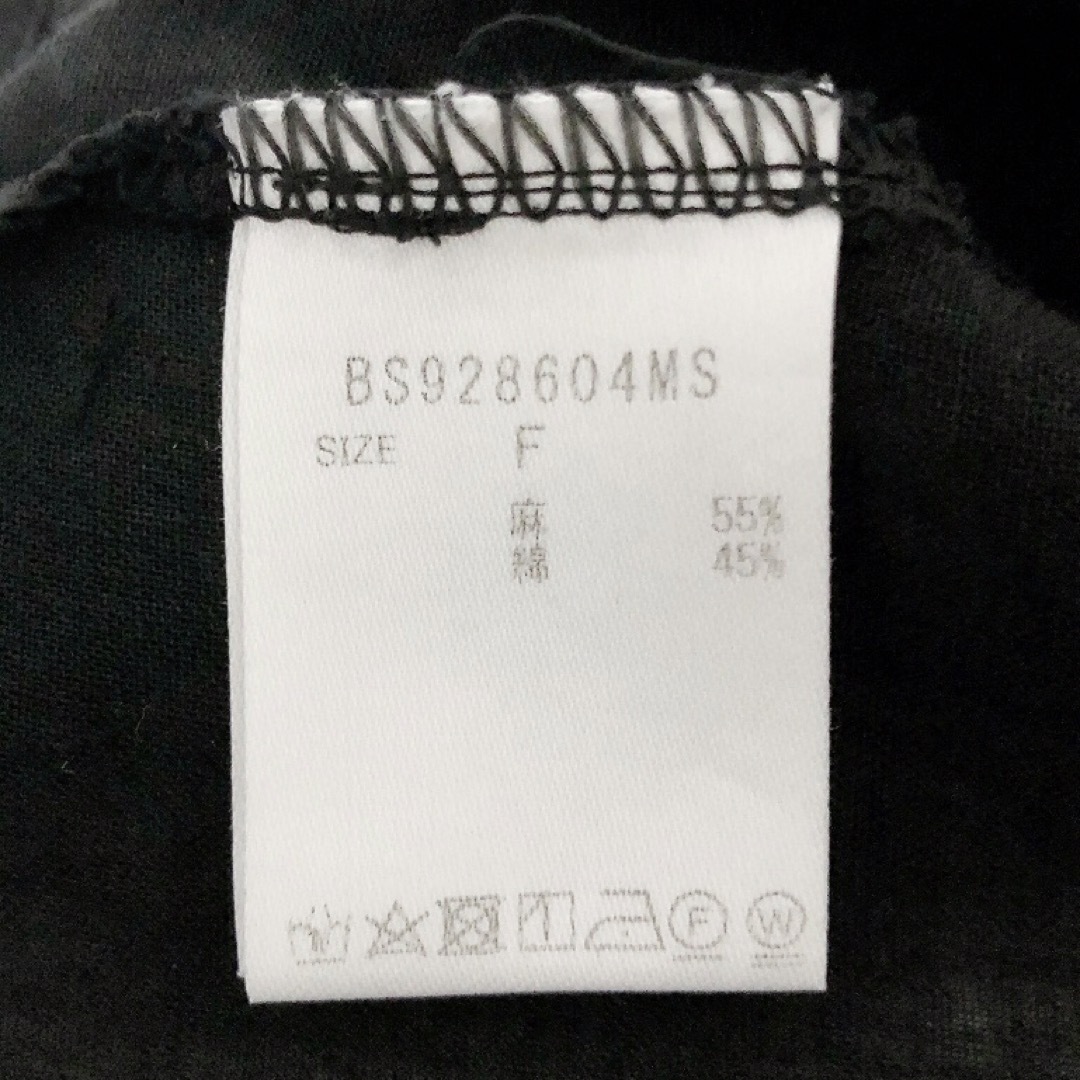 BS928604MS
SIZE F
麻 55%
綿 45%
F W